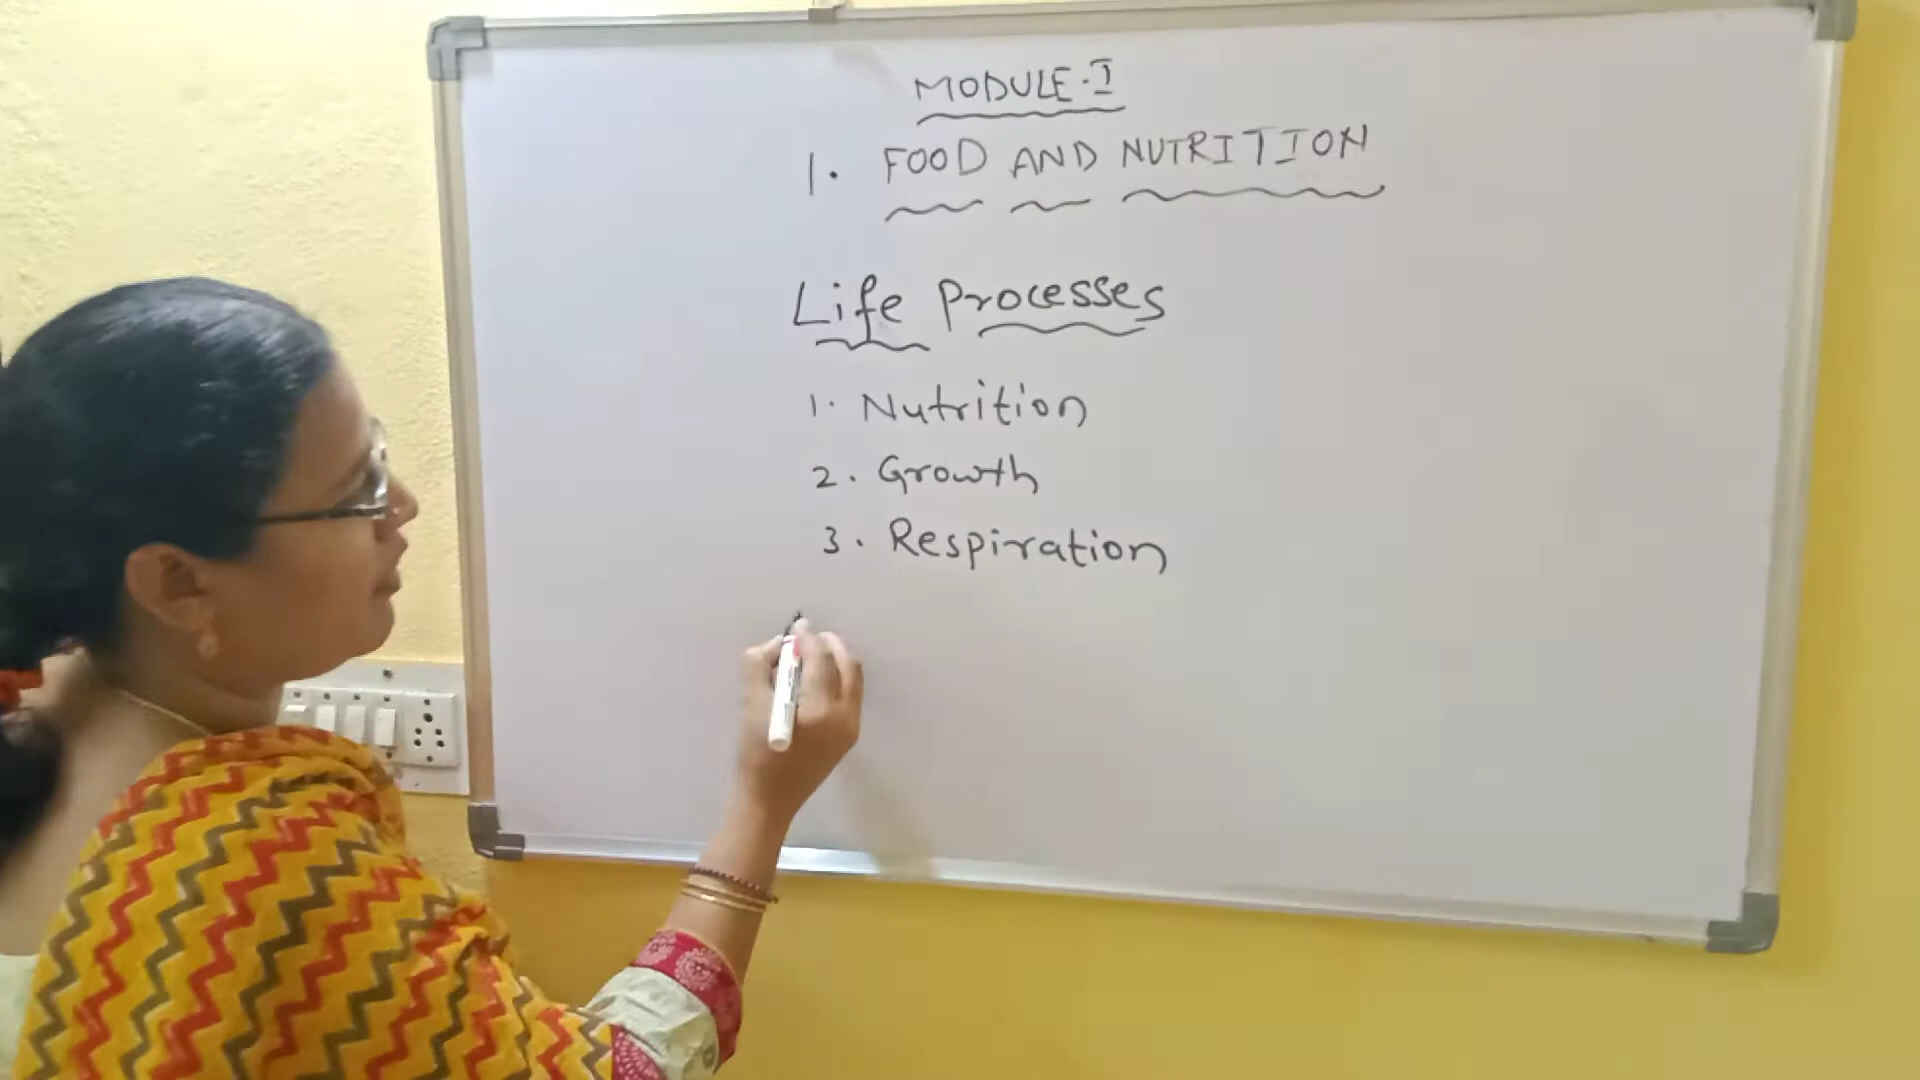 MODULE-I
1. FOOD AND NUTRITION
Life Processes
1. Nutrition
2. Growth
3. Respiration